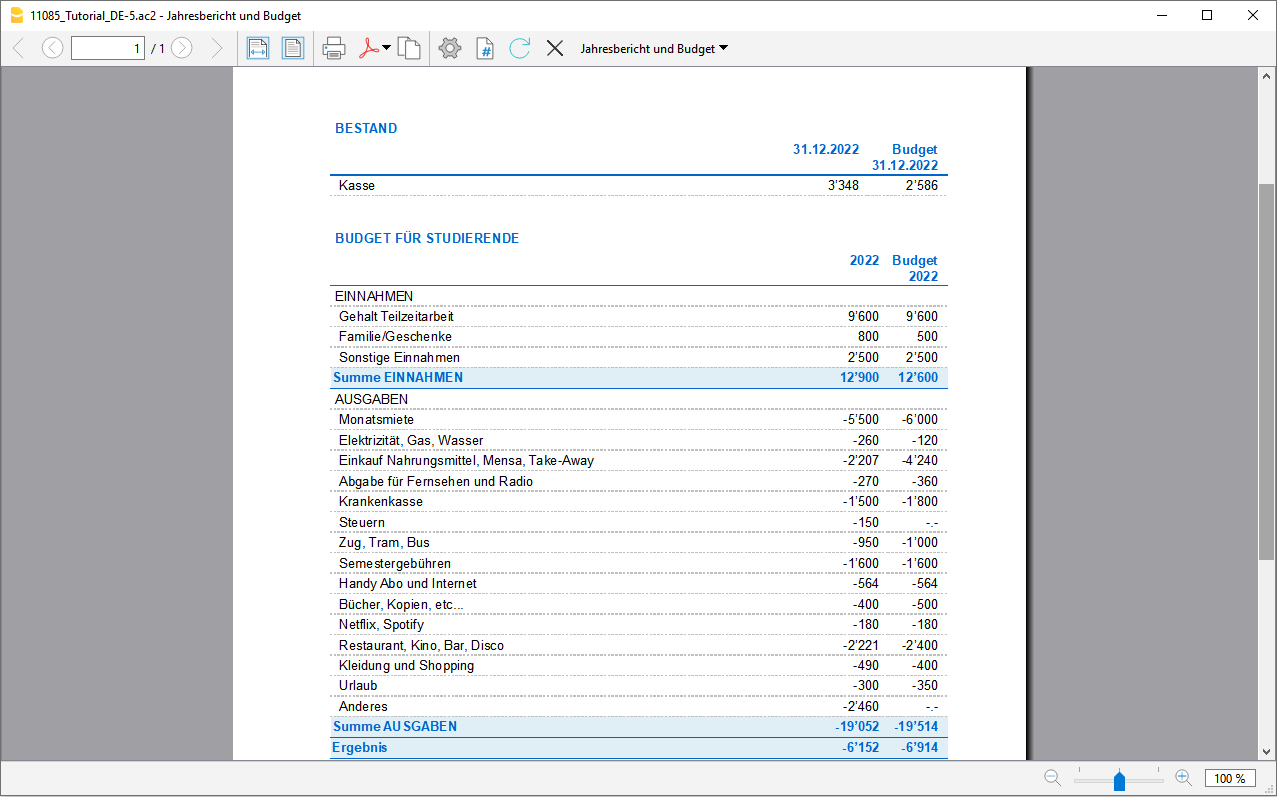 11085_Tutorial_DE-5.ac2 - Jahresbericht und Budget
1 / 1 Jahresbericht und Budget
BESTAND
31.12.2022 Budget
31.12.2022
Kasse 3'348 2'586
BUDGET FÜR STUDIERENDE
2022 Budget
2022
EINNAHMEN
Gehalt Teilzeitarbeit 9'600 9'600
Familie/Geschenke 800 500
Sonstige Einnahmen 2'500 2'500
Summe EINNAHMEN 12'900 12'600
AUSGABEN
Monatsmiete -5'500 -6'000
Elektrizität, Gas, Wasser -260 -120
Einkauf Nahrungsmittel, Mensa, Take-Away -2'207 -4'240
Abgabe für Fernsehen und Radio -270 -360
Krankenkasse -1'500 -1'800
Steuern -150 -.-
Zug, Tram, Bus -950 -1'000
Semestergebühren -1'600 -1'600
Handy Abo und Internet -564 -564
Bücher, Kopien, etc... -400 -500
Netflix, Spotify -180 -180
Restaurant, Kino, Bar, Disco -2'221 -2'400
Kleidung und Shopping -490 -400
Urlaub -300 -350
Anderes -2'460 -.-
Summe AUSGABEN -19'052 -19'514
Ergebnis -6'152 -6'914
100 %